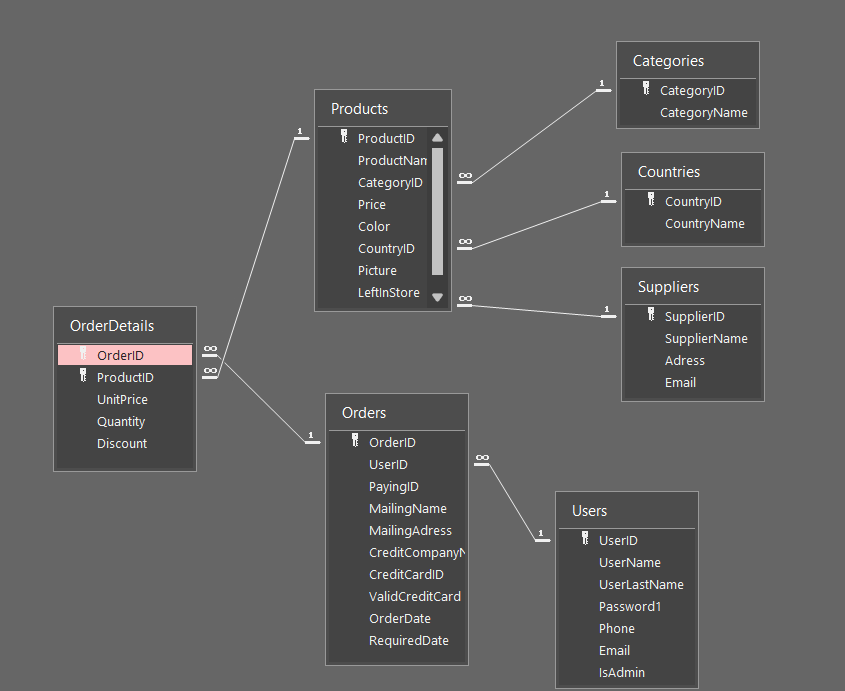 Categories
CategoryID
CategoryName
Products
ProductID
ProductNam
CategoryID
Price
Color
CountryID
Picture
LeftInStore
Countries
CountryID
CountryName
Suppliers
SupplierID
SupplierName
Adress
Email
OrderDetails
OrderID
ProductID
UnitPrice
Quantity
Discount
Orders
OrderID
UserID
PayingID
MailingName
MailingAdress
CreditCompanyN
CreditCardID
ValidCreditCard
OrderDate
RequiredDate
Users
UserID
UserName
UserLastName
Password1
Phone
Email
IsAdmin
1
∞
1
∞
1
∞
1
∞
∞
1
∞
1